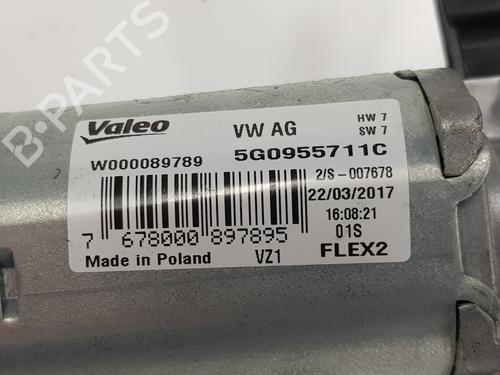 B-PARTS
Valeo VW AG HW 7
SW 7
W000089789 5G0955711C
2/S-007678
22/03/2017
16:08:21
01S
7 678000 897895
Made in Poland VZ1 FLEX2